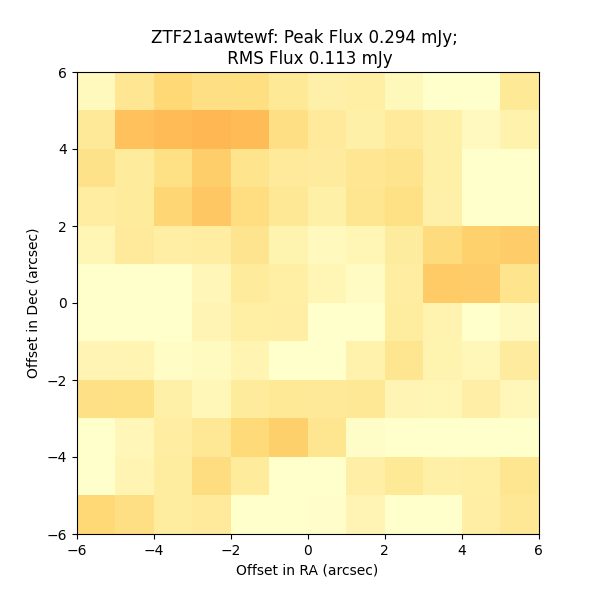 ZTF21aawtewf: Peak Flux 0.294 mJy;
RMS Flux 0.113 mJy
6
4
2
0
−2
−4
−6
Offset in Dec (arcsec)
−6 −4 −2 0 2 4 6
Offset in RA (arcsec)